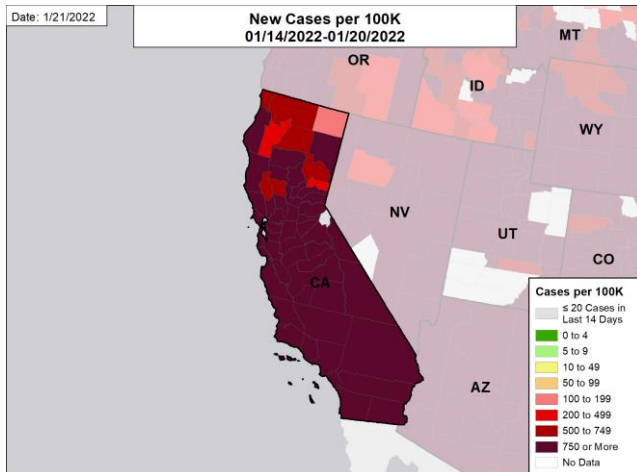 Date: 1/21/2022
New Cases per 100K
01/14/2022-01/20/2022
MT
OR
ID
WY
NV
UT
CO
CA
AZ
Cases per 100K
≤ 20 Cases in
Last 14 Days
0 to 4
5 to 9
10 to 49
50 to 99
100 to 199
200 to 499
500 to 749
750 or More
No Data